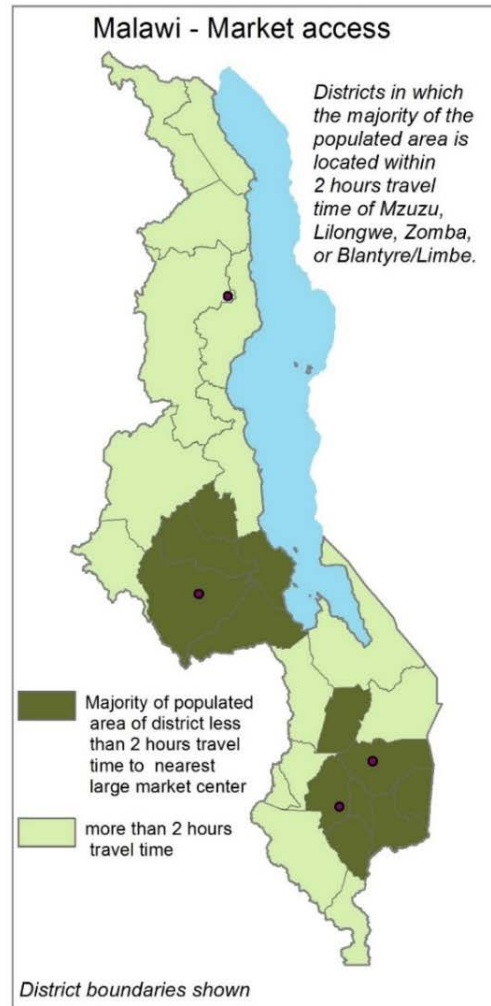 Malawi - Market access
Districts in which
the majority of the
populated area is
located within
2 hours travel
time of Mzuzu,
Lilongwe, Zomba,
or Blantyre/Limbe.
Majority of populated
area of district less
than 2 hours travel
time to nearest
large market center
more than 2 hours
travel time
District boundaries shown